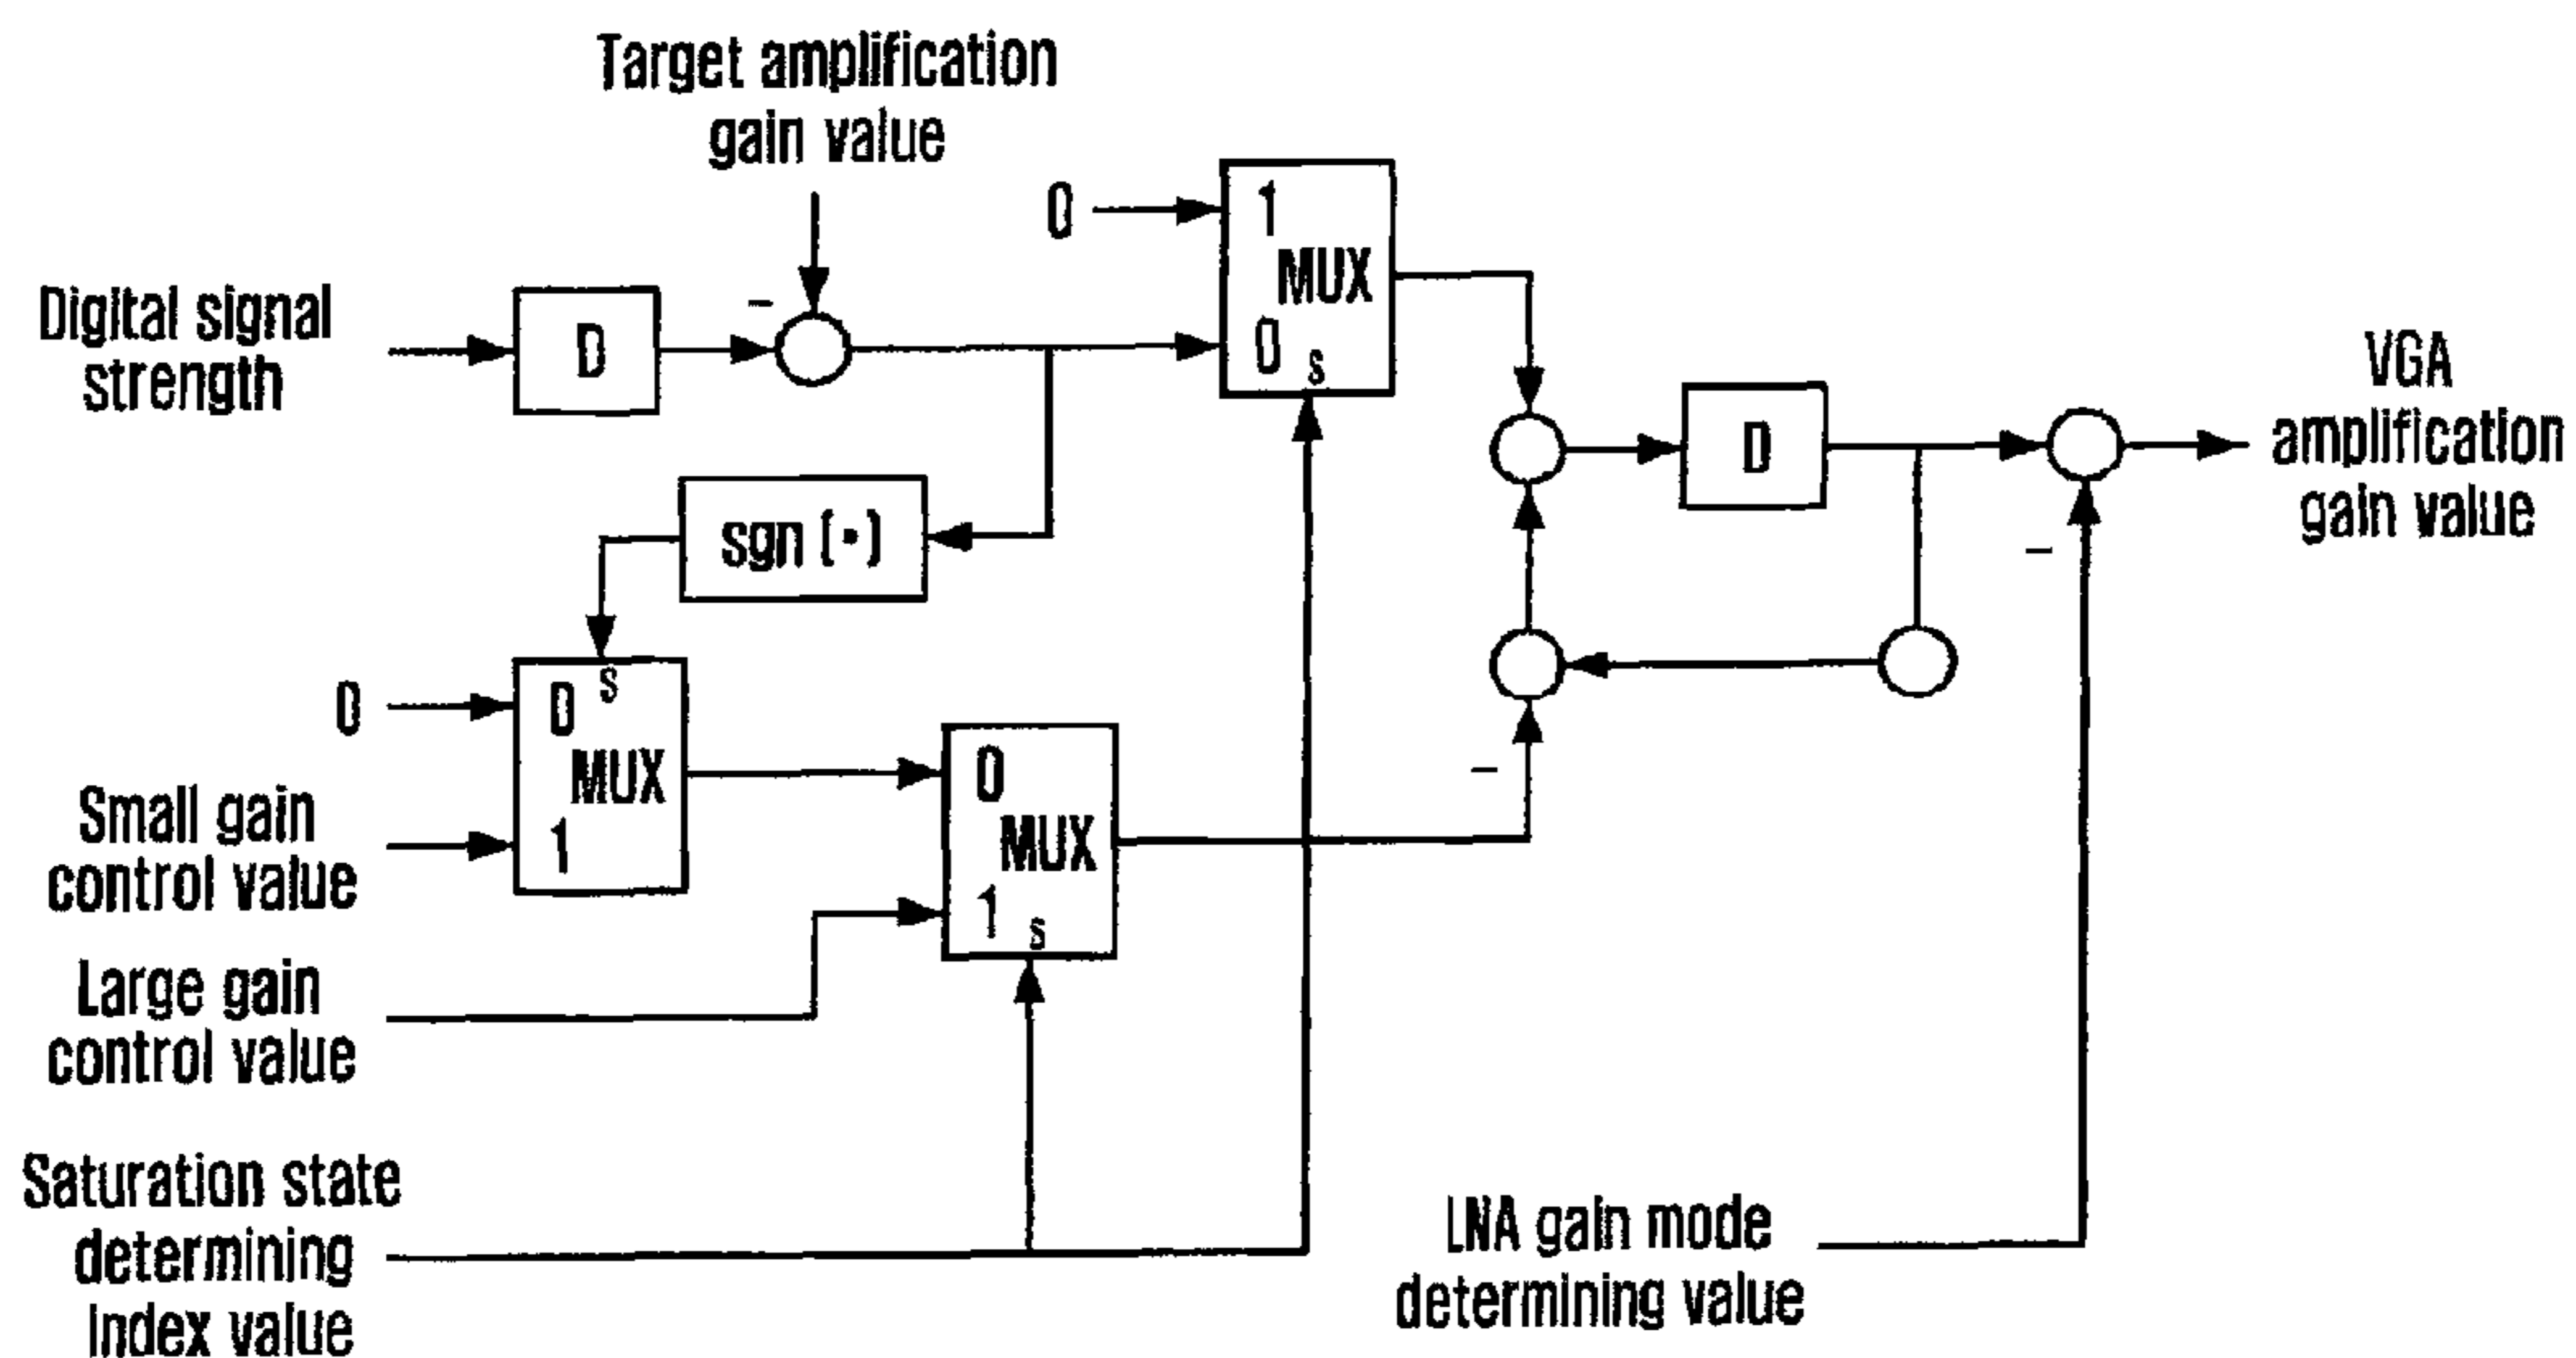 Target amplification
gain value
0
1
MUX
0
s
Digital signal
strength
D
−
VGA
amplification
gain value
D
sgn (•)
−
0
0
s
MUX
1
Small gain
control value
0
MUX
1
s
−
Large gain
control value
Saturation state
determining
index value
LNA gain mode
determining value